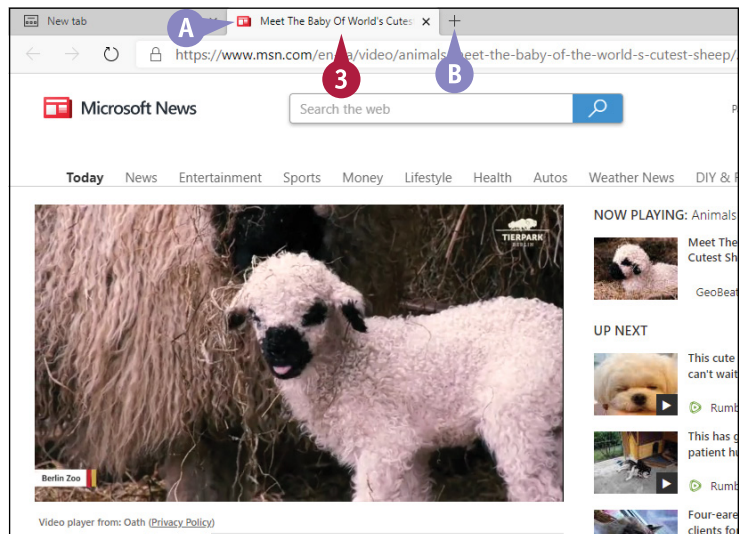 New tab
A
Meet The Baby Of World's Cutes
B
3
https://www.msn.com/en
a/video/animals
eet-the-baby-of-the-world-s-cutest-sheep/
Microsoft News
Search the web
P
Today News Entertainment Sports Money Lifestyle Health Autos Weather News DIY &
TIERPARK
BERLIN
Berlin Zoo
Video player from: Oath (Privacy Policy)
NOW PLAYING: Animals
Meet The
Cutest Sh
GeoBeat
UP NEXT
This cute
can't wait
Rumb
This has g
patient hu
Rumb
Four-eare
clients for